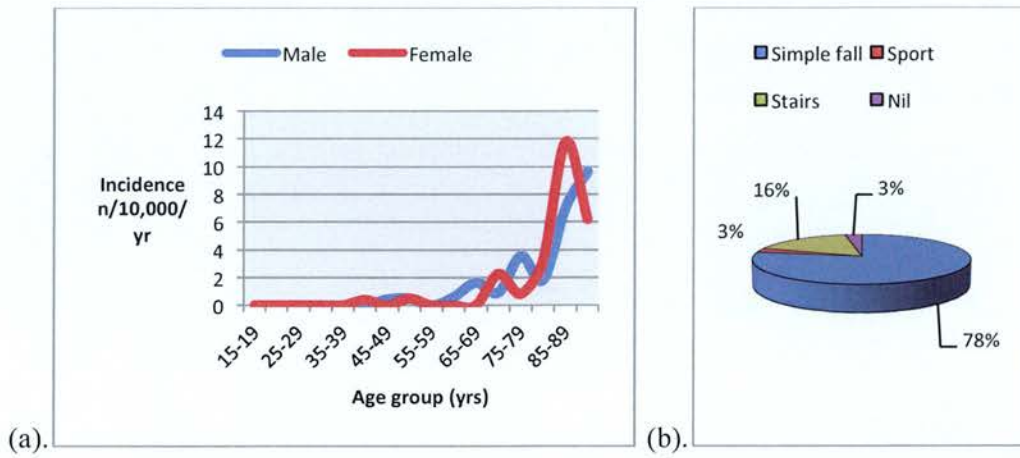 Male Female
14
12
10
8
6
4
2
0
Incidence
n/10,000/
yr
15-19
25-29
35-39
45-49
55-59
65-69
75-79
85-89
Age group (yrs)
(a).
Simple fall Sport
Stairs Nil
16%
3%
3%
78%
(b).